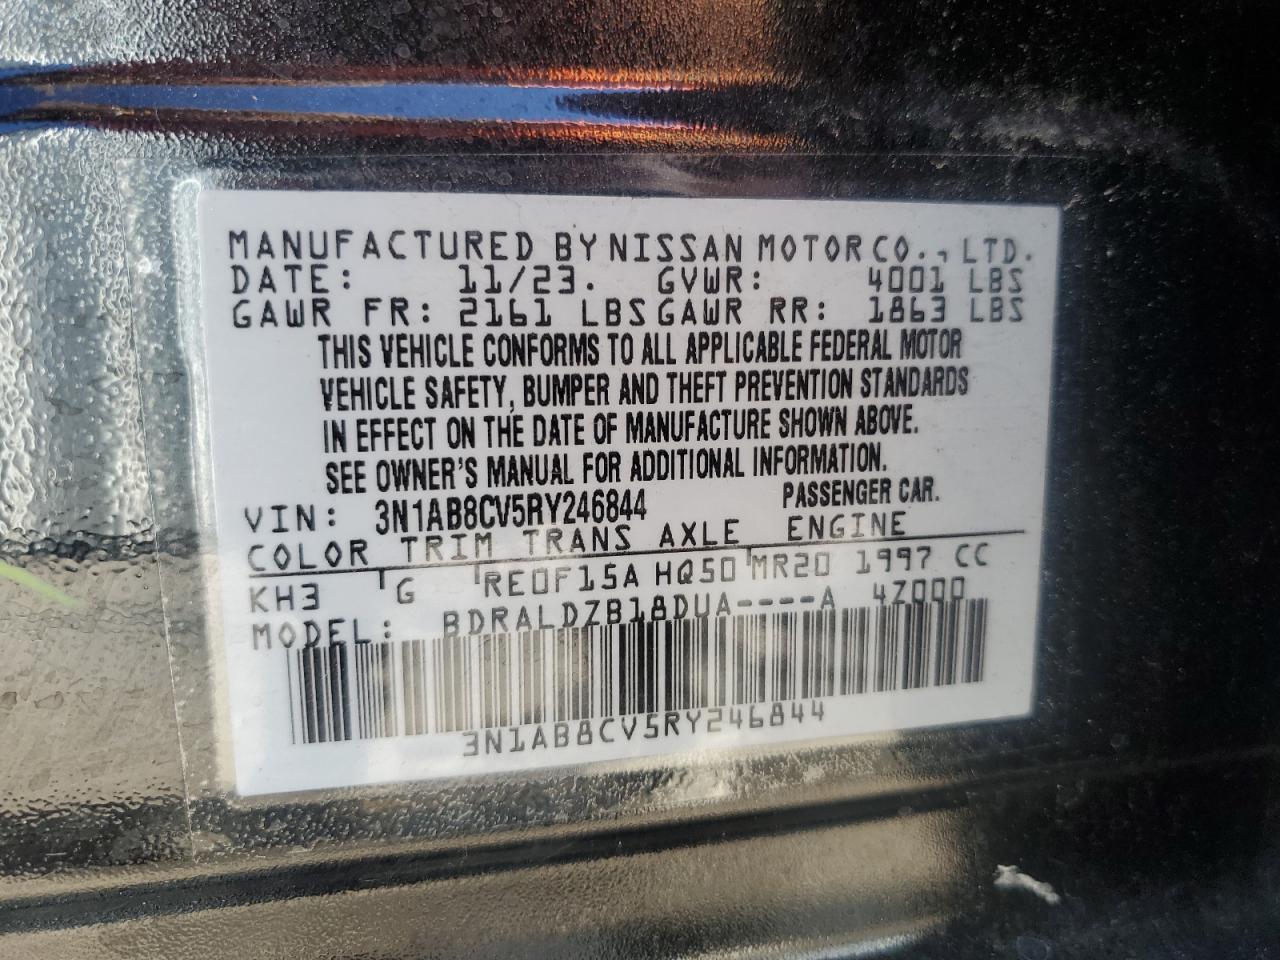 MANUFACTURED BY NISSAN MOTOR CO., LTD.
DATE: 11/23. GVWR: 4001 LBS
GAWR FR: 2161 LBS GAWR RR: 1863 LBS
THIS VEHICLE CONFORMS TO ALL APPLICABLE FEDERAL MOTOR
VEHICLE SAFETY, BUMPER AND THEFT PREVENTION STANDARDS
IN EFFECT ON THE DATE OF MANUFACTURE SHOWN ABOVE.
SEE OWNER'S MANUAL FOR ADDITIONAL INFORMATION.
VIN: 3N1AB8CV5RY246844 PASSENGER CAR.
COLOR TRIM TRANS AXLE ENGINE
KH3 G RE0F15A HQ50 MR20 1997 CC
MODEL: BDRALDZB18DUA----A 4Z000
3N1AB8CV5RY246844